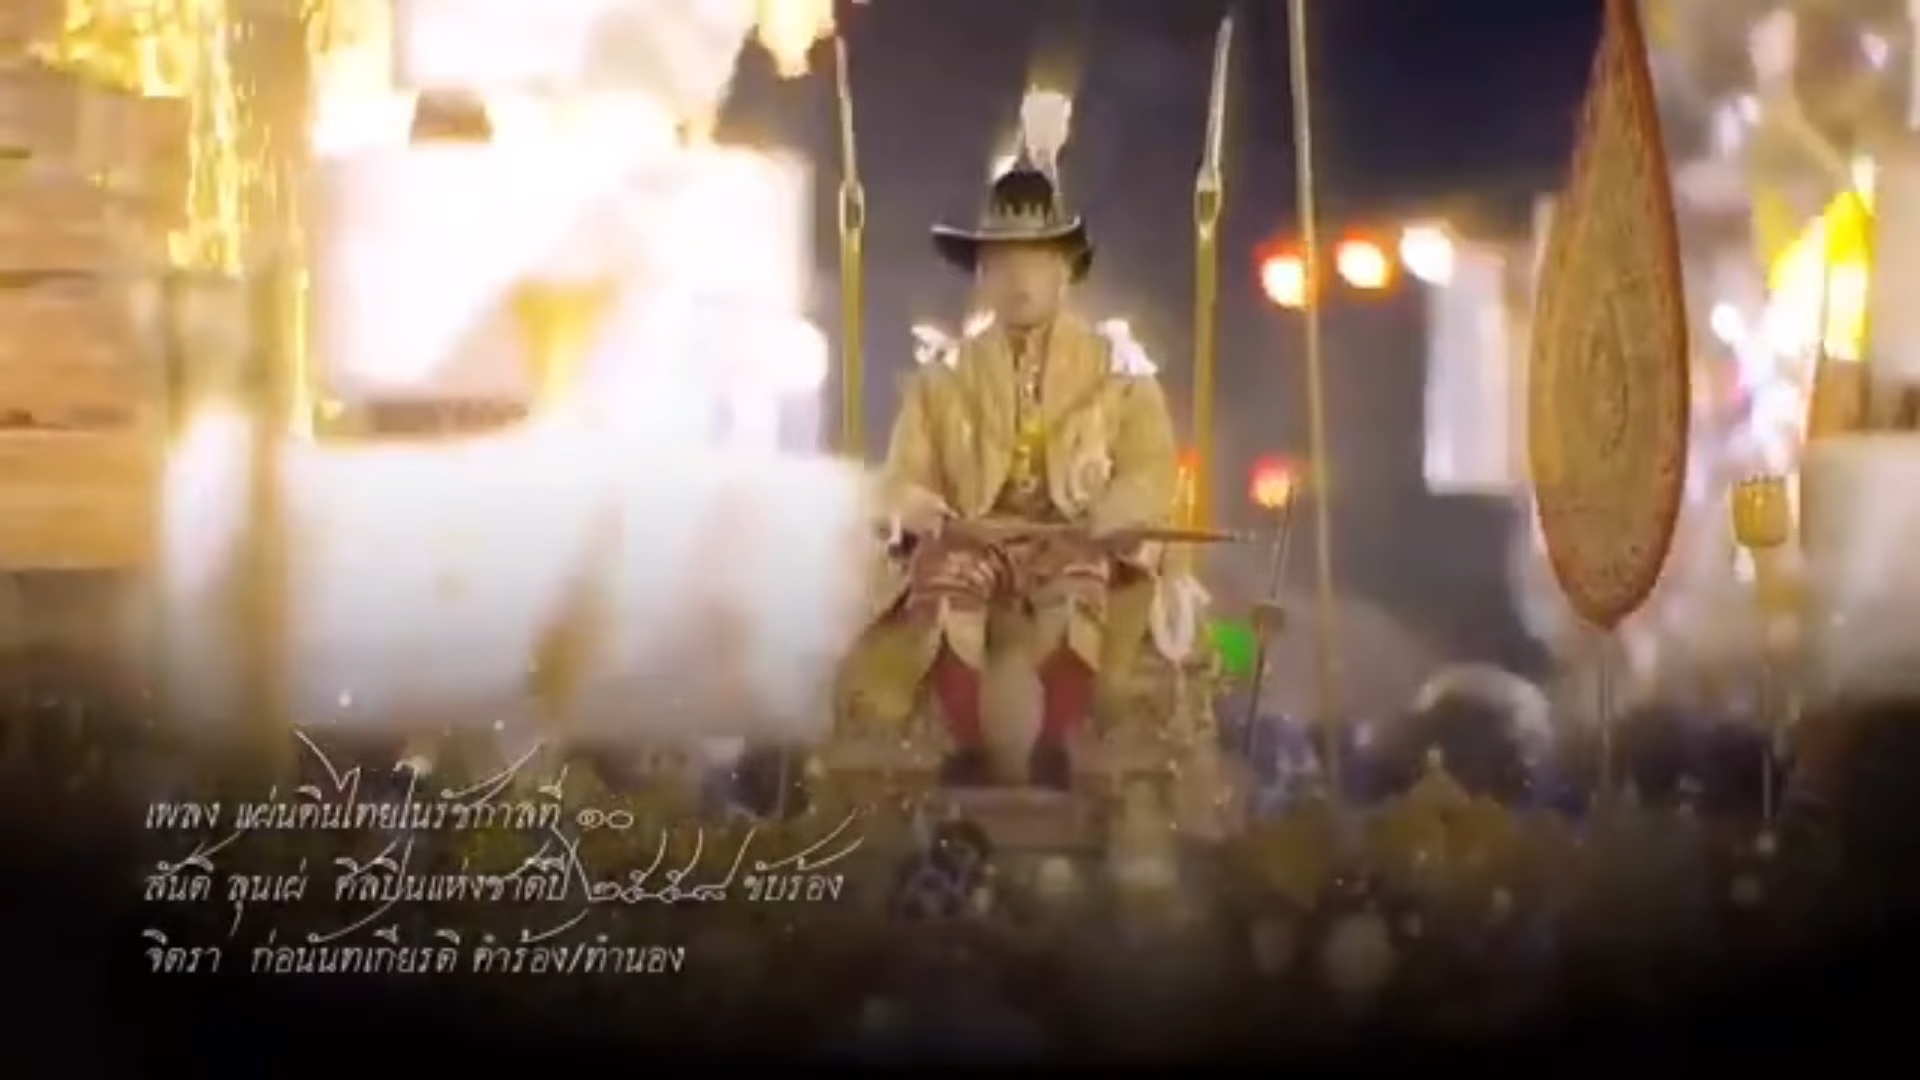 เพลง แผ่นดินไทยในรัชกาลที่ ๑๐
สันติ ลุนเผ่ ศิลปินแห่งชาติปี ๒๕๕๘ ขับร้อง
จิตรา ก่อนันทเกียรติ คำร้อง/ทำนอง